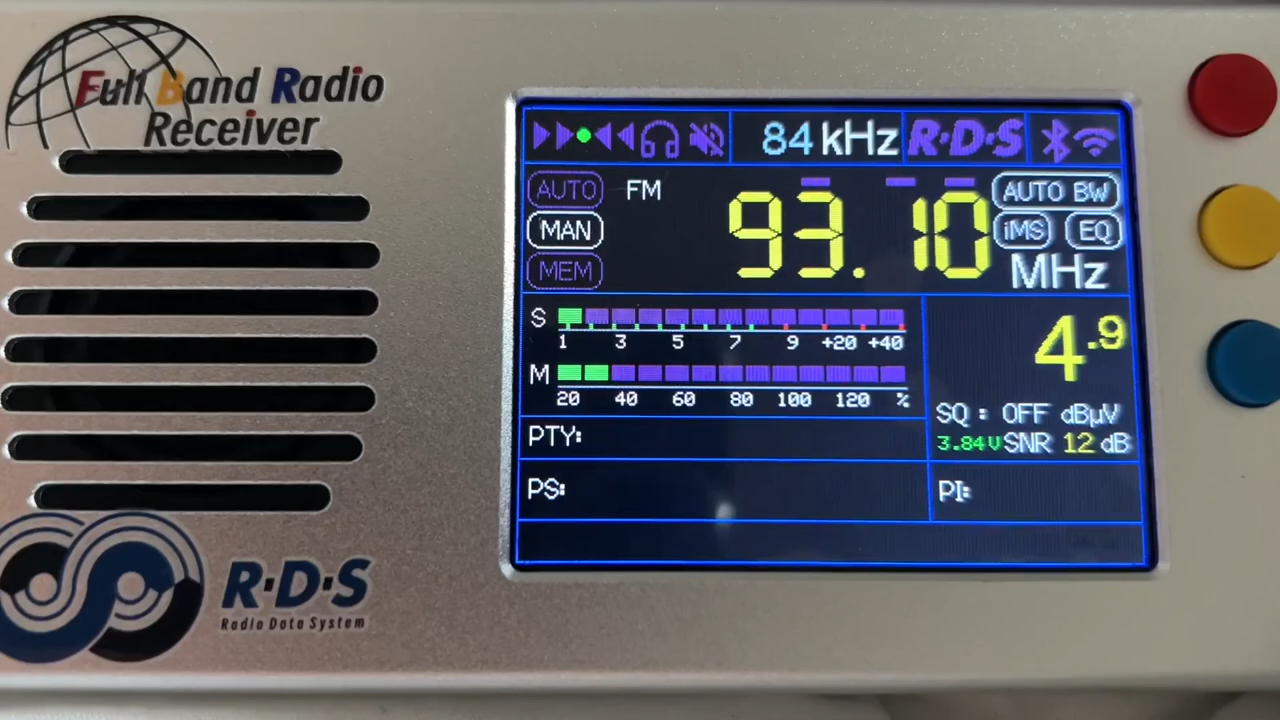 Full Band Radio
Receiver
84 kHz R·D·S
AUTO FM 93.10 AUTO BW
MAN iMS EQ
MEM MHz
S
1 3 5 7 9 +20 +40
4.9
M
20 40 60 80 100 120 %
SQ : OFF dBµV
PTY:
3.84V SNR 12 dB
PS: PI:
R·D·S
Radio Data System